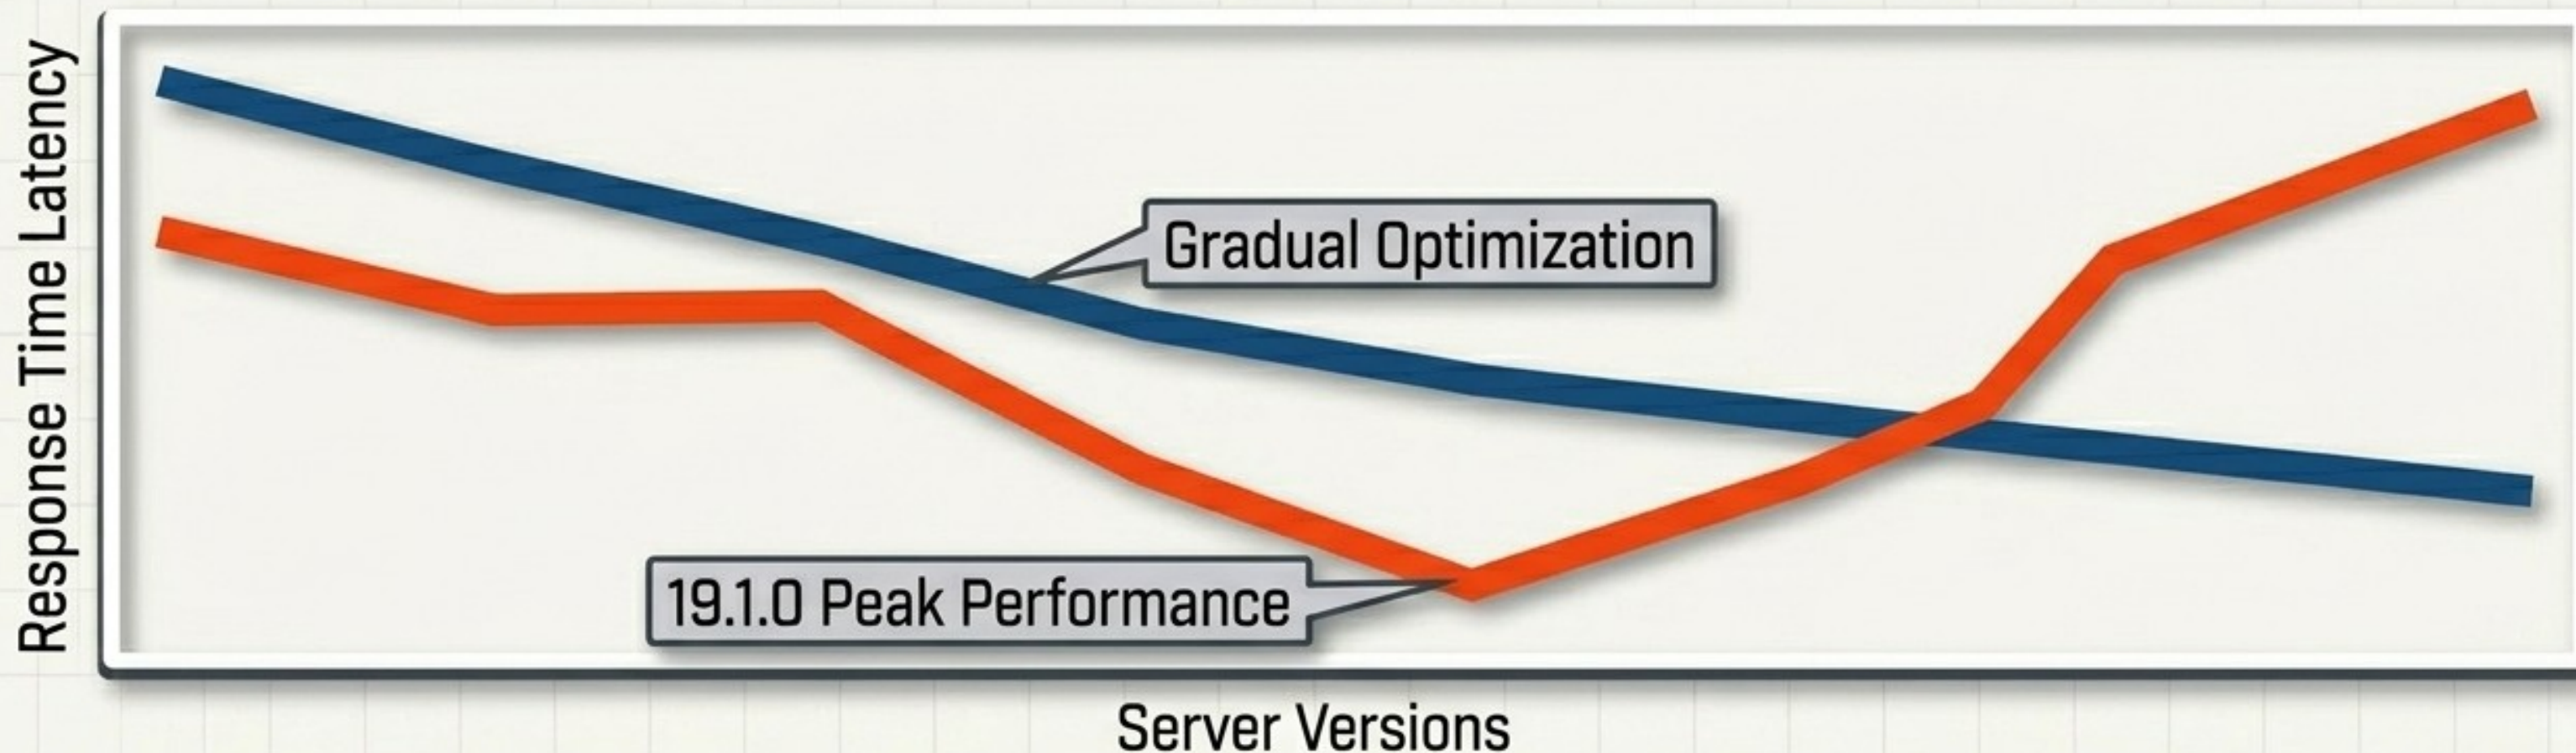 Response Time Latency
Gradual Optimization
19.1.0 Peak Performance
Server Versions